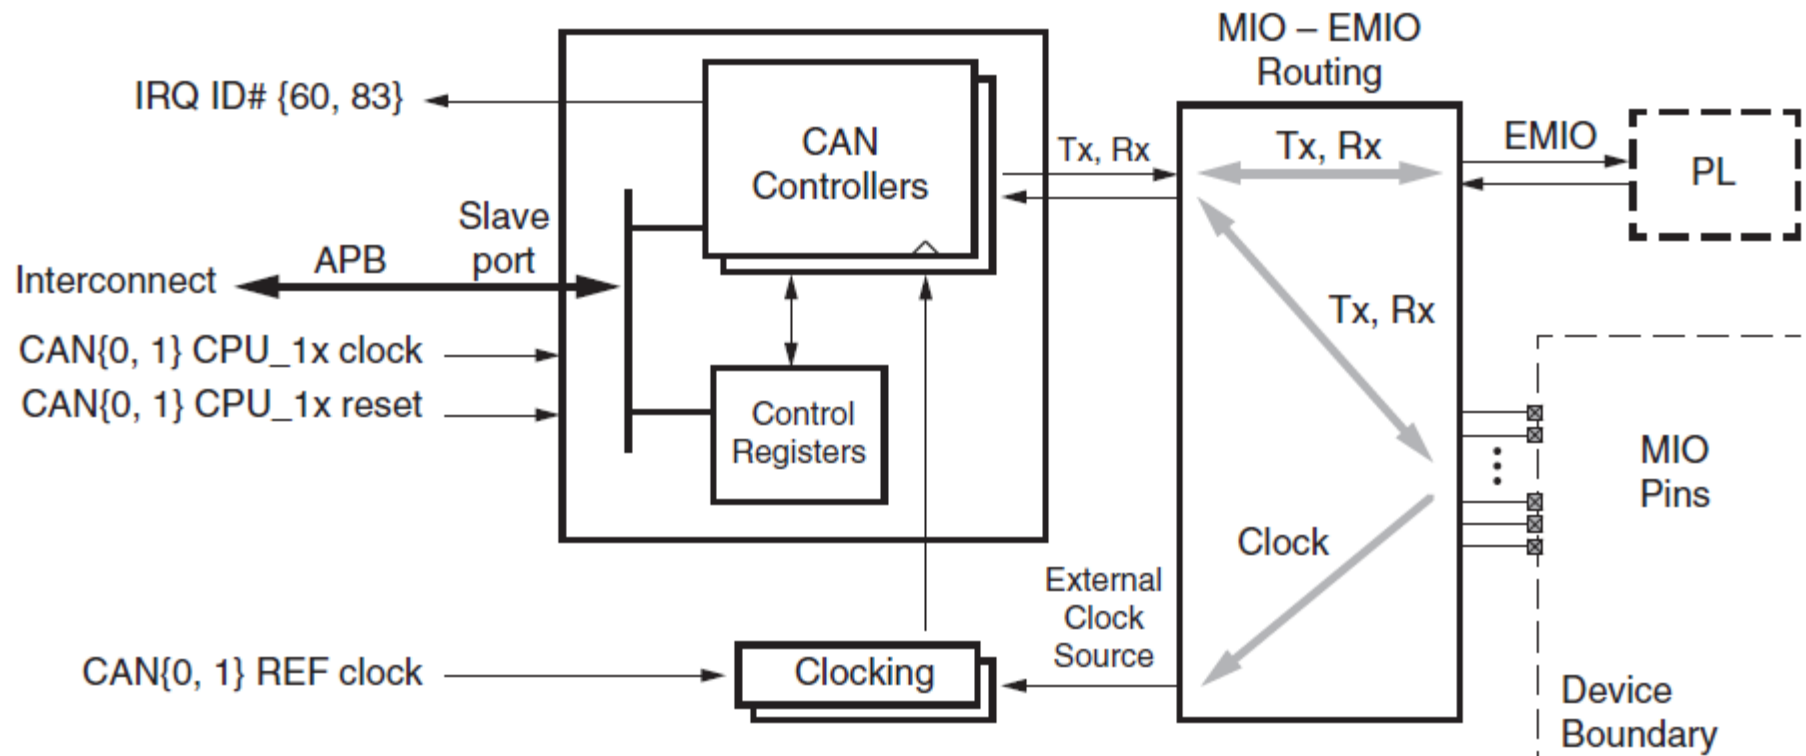 MIO – EMIO
Routing
IRQ ID# {60, 83}
CAN
Controllers
Tx, Rx
Tx, Rx
EMIO
PL
Slave
port
APB
Interconnect
Tx, Rx
CAN{0, 1} CPU_1x clock
CAN{0, 1} CPU_1x reset
Control
Registers
MIO
Pins
Clock
External
Clock
Source
CAN{0, 1} REF clock
Clocking
Device
Boundary